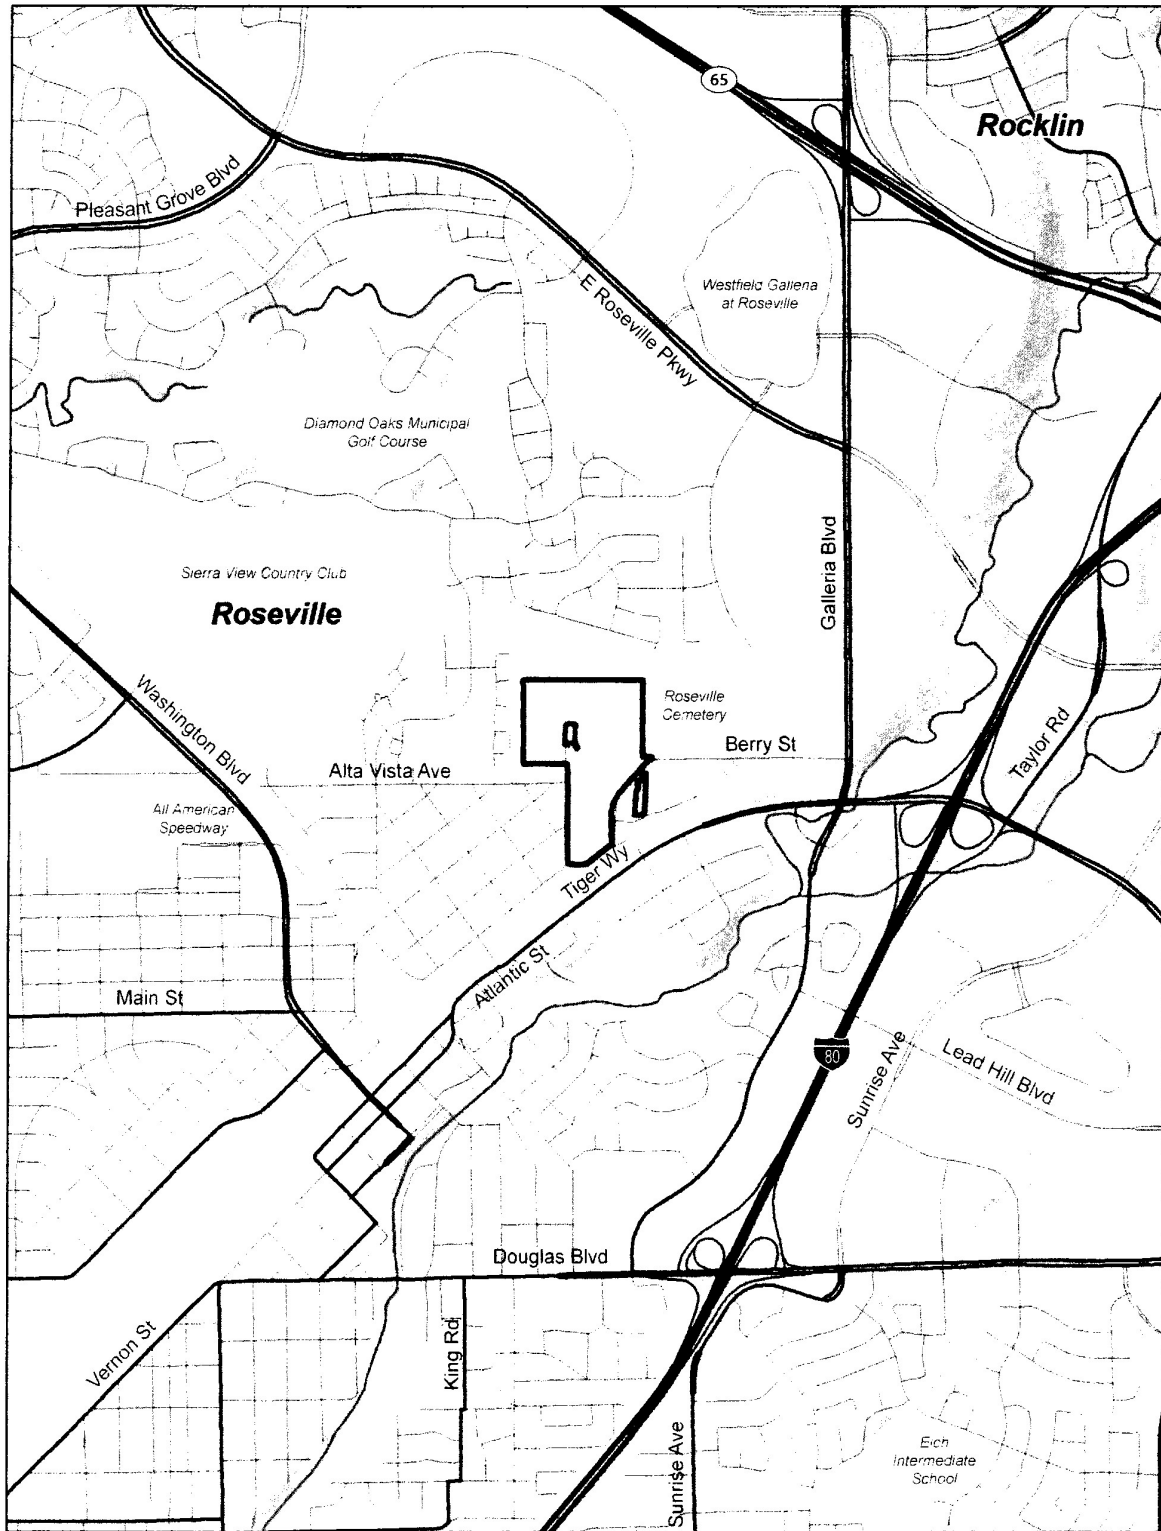 65
Rocklin
Pleasant Grove Blvd
E Roseville Pkwy
Westfield Galleria
at Roseville
Diamond Oaks Municipal
Golf Course
Galleria Blvd
Sierra View Country Club
Roseville
Washington Blvd
Roseville
Cemetery
Berry St
Taylor Rd
Alta Vista Ave
All American
Speedway
Tiger Wy
Atlantic St
Main St
80
Sunrise Ave
Lead Hill Blvd
Douglas Blvd
Vernon St
King Rd
Sunrise Ave
Eich
Intermediate
School